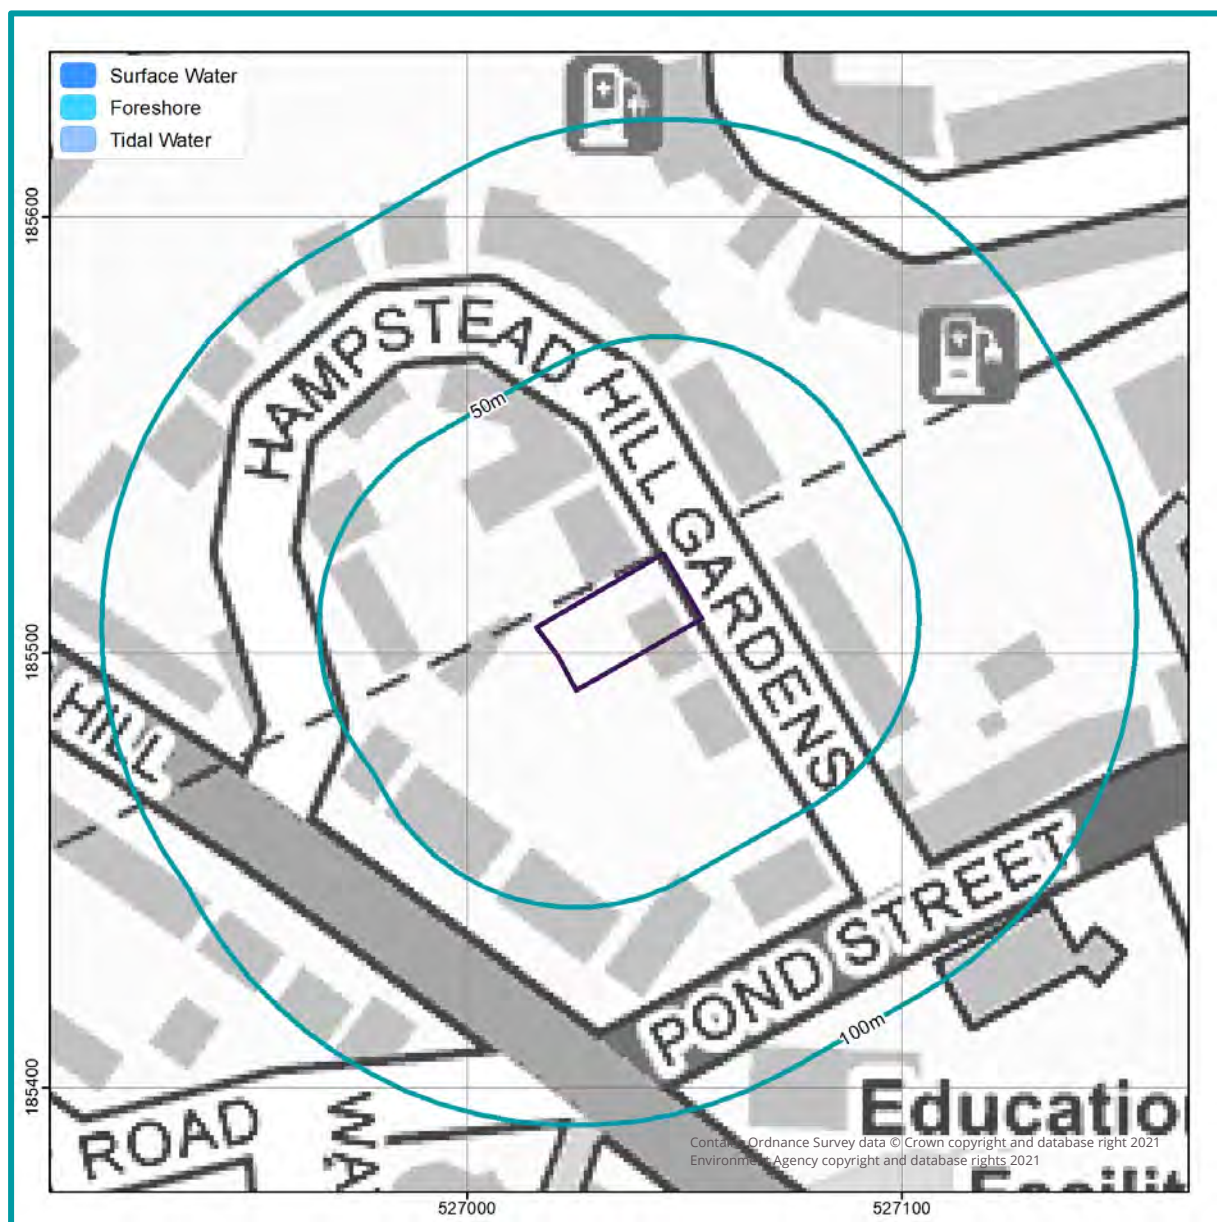 Surface Water
Foreshore
Tidal Water
185600
HAMPSTEAD HILL GARDENS
50m
185500
HILL
POND STREET
100m
185400
ROAD
Educatio
Contains Ordnance Survey data © Crown copyright and database right 2021
Environment Agency copyright and database rights 2021
527000
527100